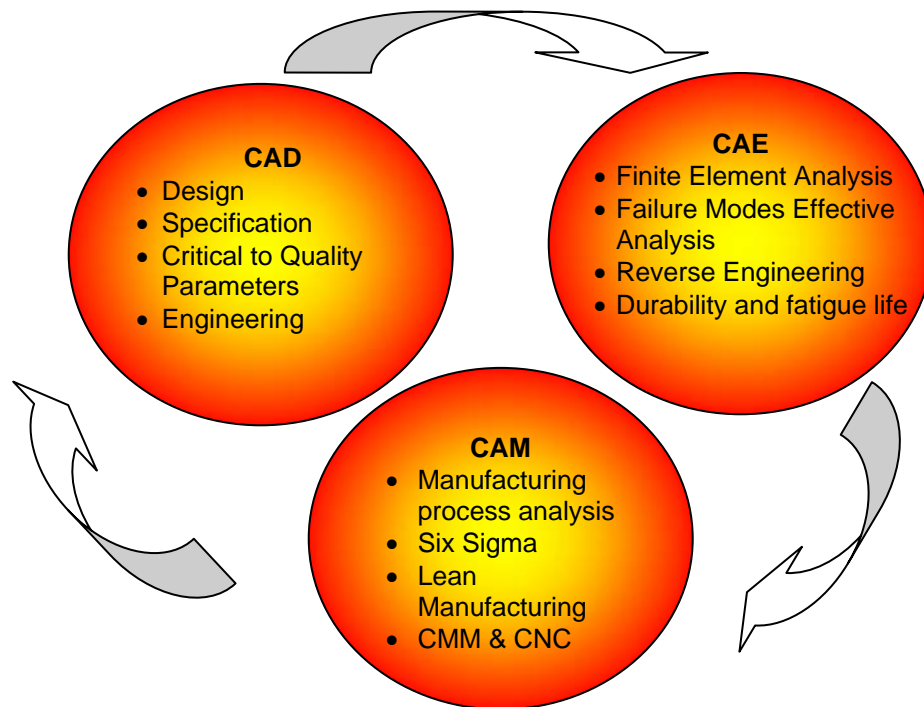 CAD
• Design
• Specification
• Critical to Quality
Parameters
• Engineering
CAE
• Finite Element Analysis
• Failure Modes Effective
Analysis
• Reverse Engineering
• Durability and fatigue life
CAM
• Manufacturing
process analysis
• Six Sigma
• Lean
Manufacturing
• CMM & CNC